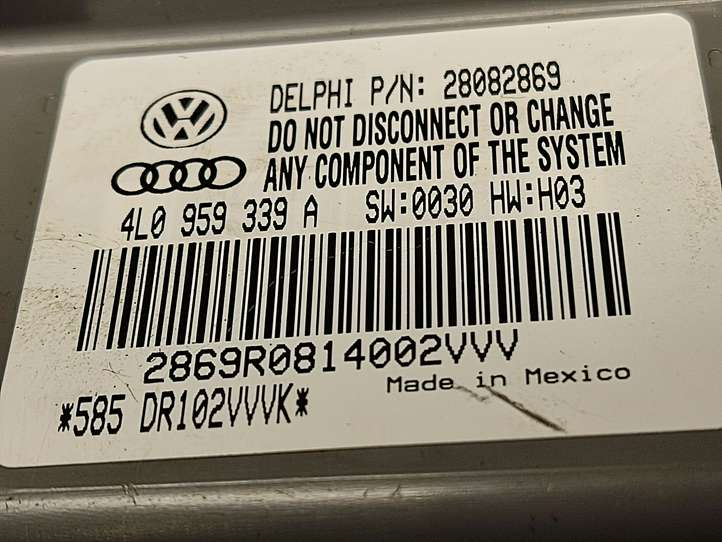 DELPHI P/N: 28082869
DO NOT DISCONNECT OR CHANGE
ANY COMPONENT OF THE SYSTEM
4L0 959 339 A SW:0030 HW:H03
2869R0814002VVV
Made in Mexico
*585 DR102VVVK*